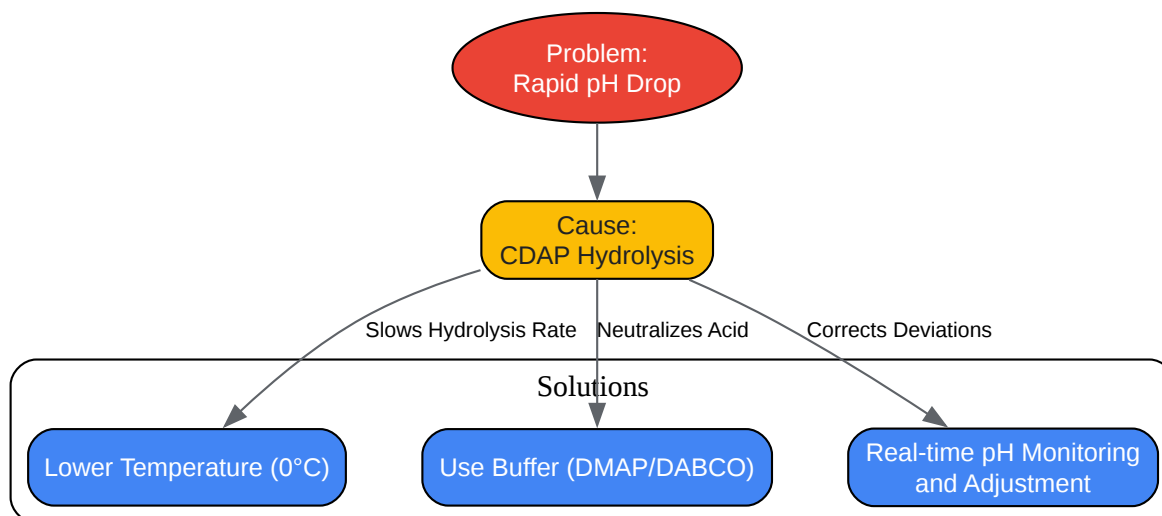 Problem:
Rapid pH Drop
Cause:
CDAP Hydrolysis
Slows Hydrolysis Rate
Neutralizes Acid
Corrects Deviations
Solutions
Lower Temperature (0°C)
Use Buffer (DMAP/DABCO)
Real-time pH Monitoring
and Adjustment